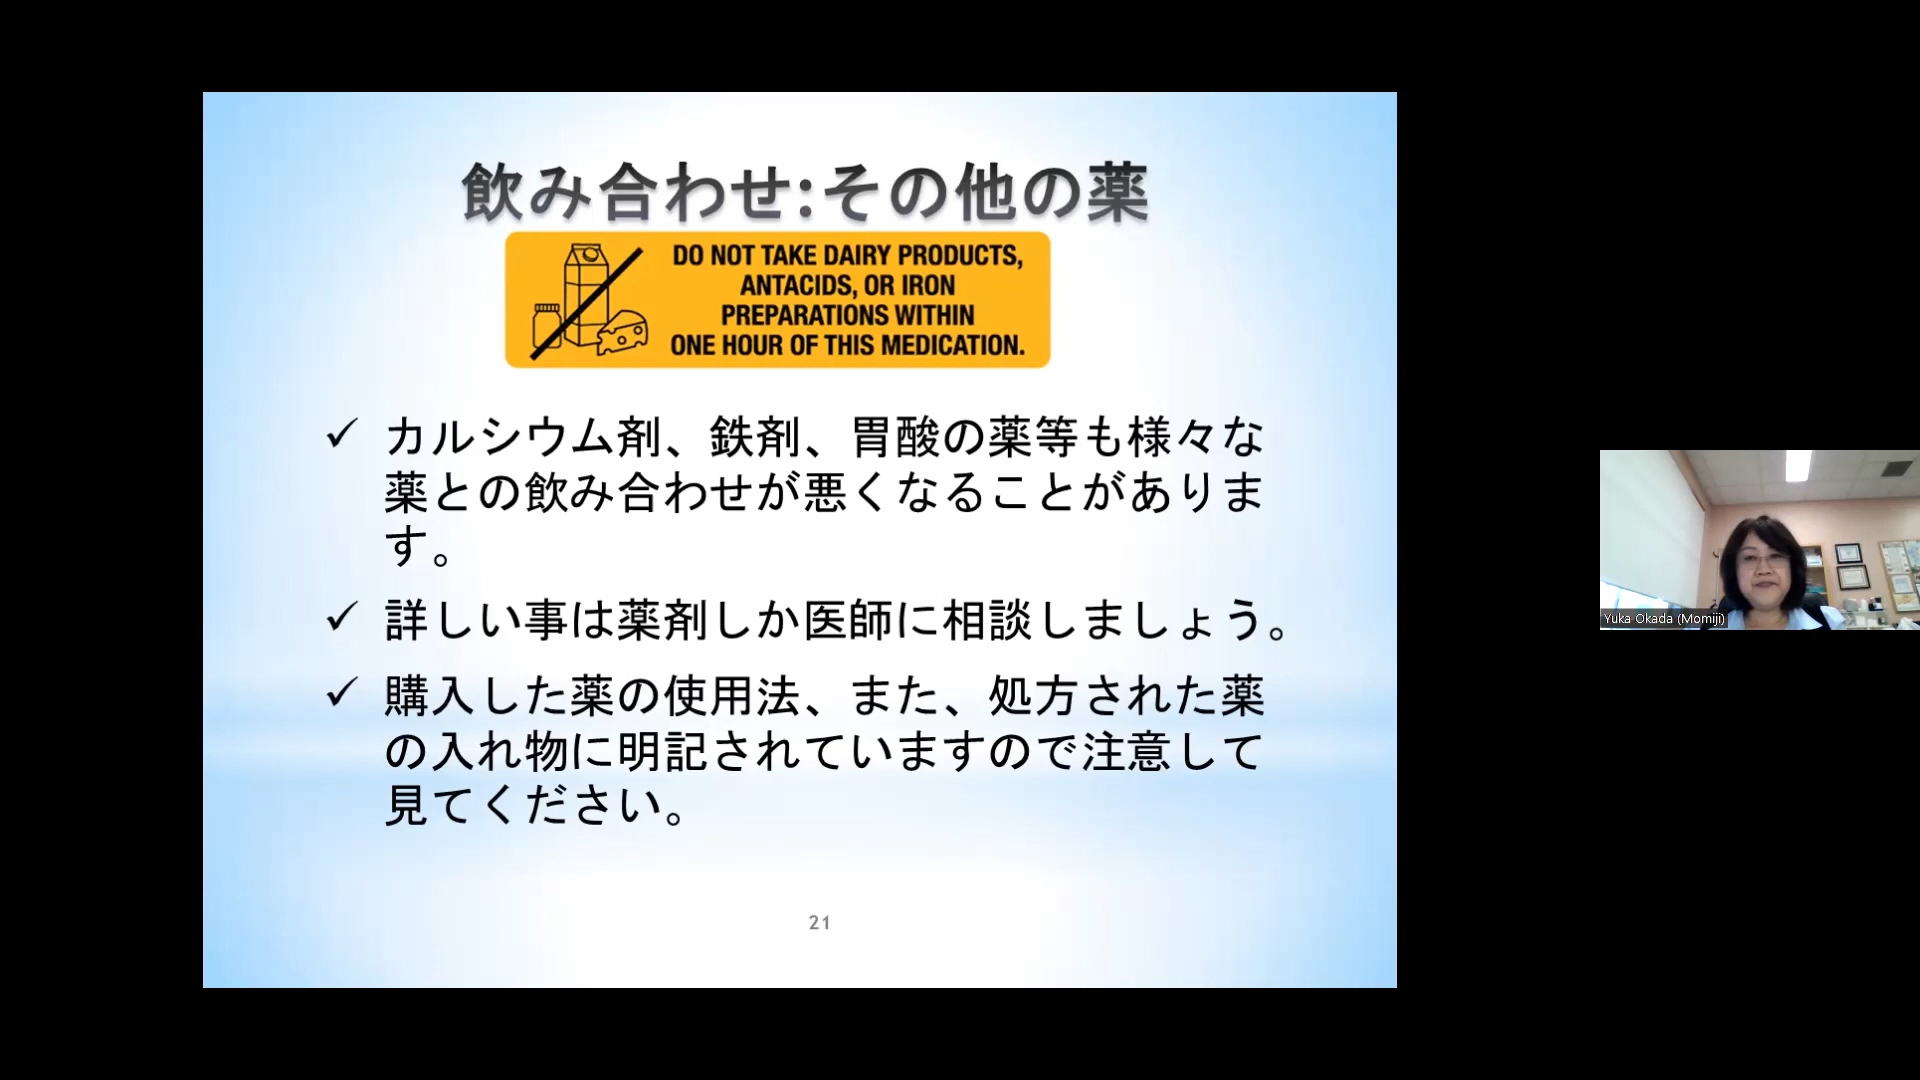 飲み合わせ:その他の薬
DO NOT TAKE DAIRY PRODUCTS,
ANTACIDS, OR IRON
PREPARATIONS WITHIN
ONE HOUR OF THIS MEDICATION.
✓ カルシウム剤、鉄剤、胃酸の薬等も様々な
薬との飲み合わせが悪くなることがありま
す。
✓ 詳しい事は薬剤しか医師に相談しましょう。
✓ 購入した薬の使用法、また、処方された薬
の入れ物に明記されていますので注意して
見てください。
21
Yuka Okada (Momiji)